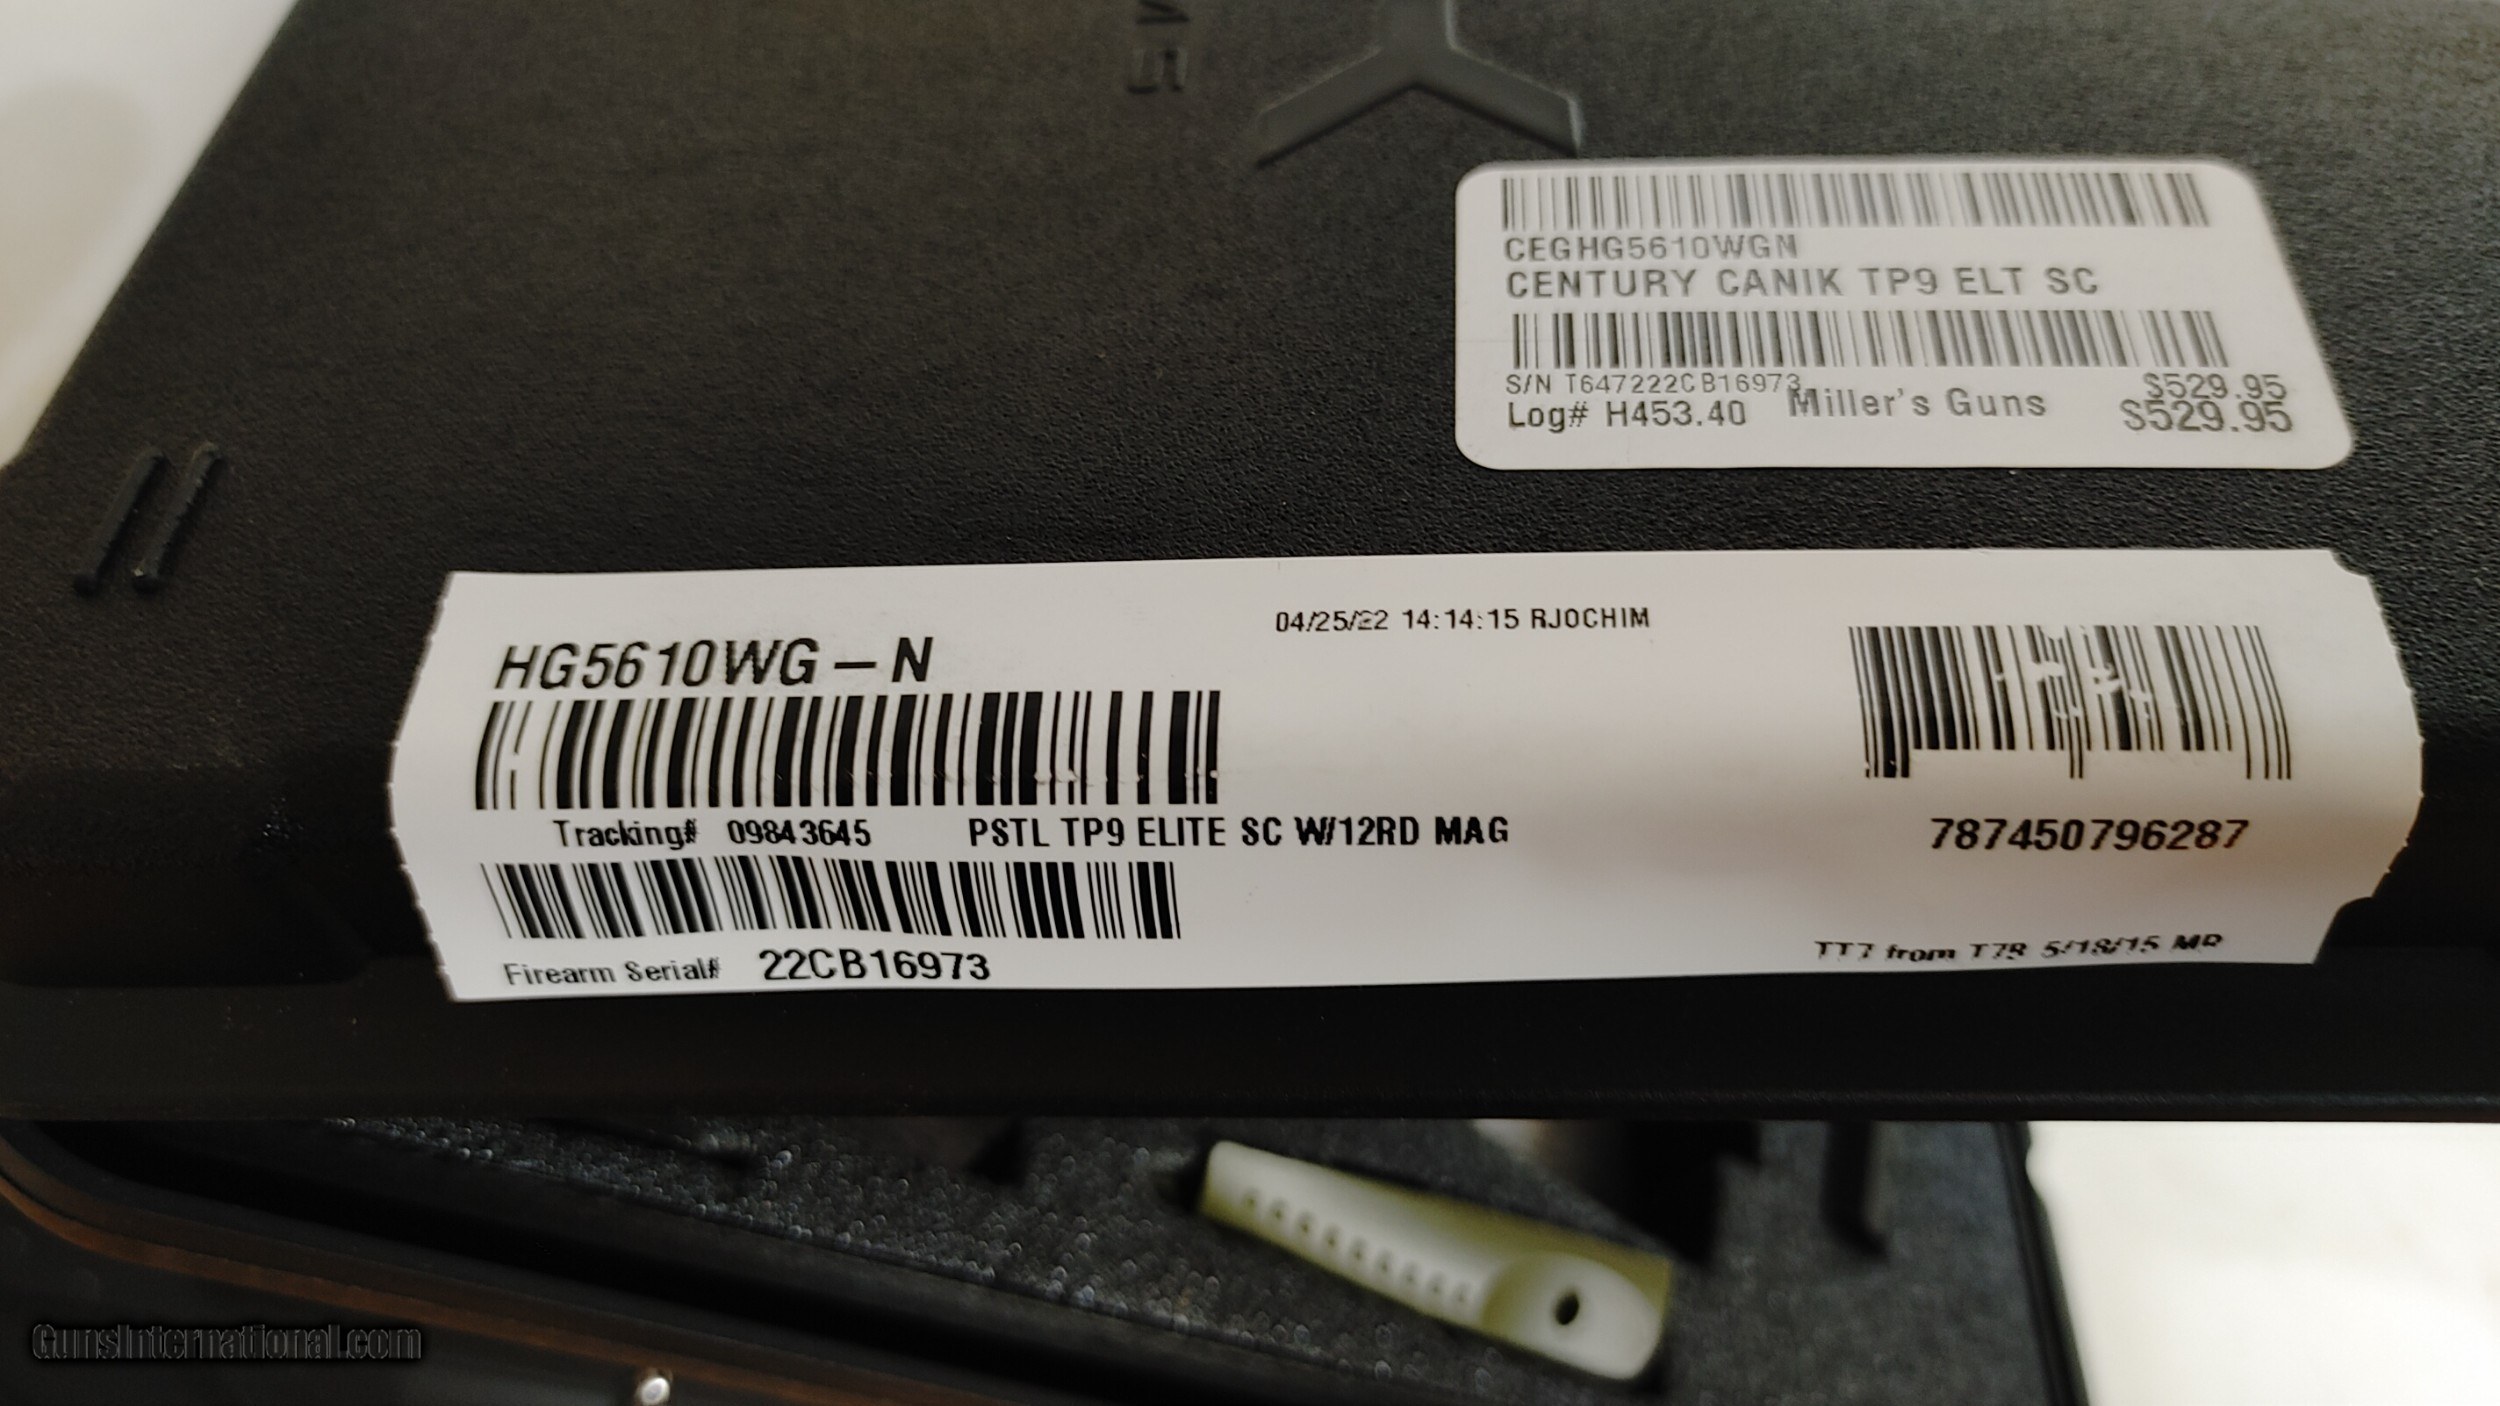 CEGHG5610WGN
CENTURY CANIK TP9 ELT SC
S/N T647222CB16973
$529.95
Log# H453.40 Miller's Guns $529.95
04/25/22 14:14:15 RJOCHIM
HG5610WG-N
Tracking# 09843645 PSTL TP9 ELITE SC W/12RD MAG 787450796287
Firearm Serial# 22CB16973
TT7 from T7B 5/18/15 MR
GunsInternational.com